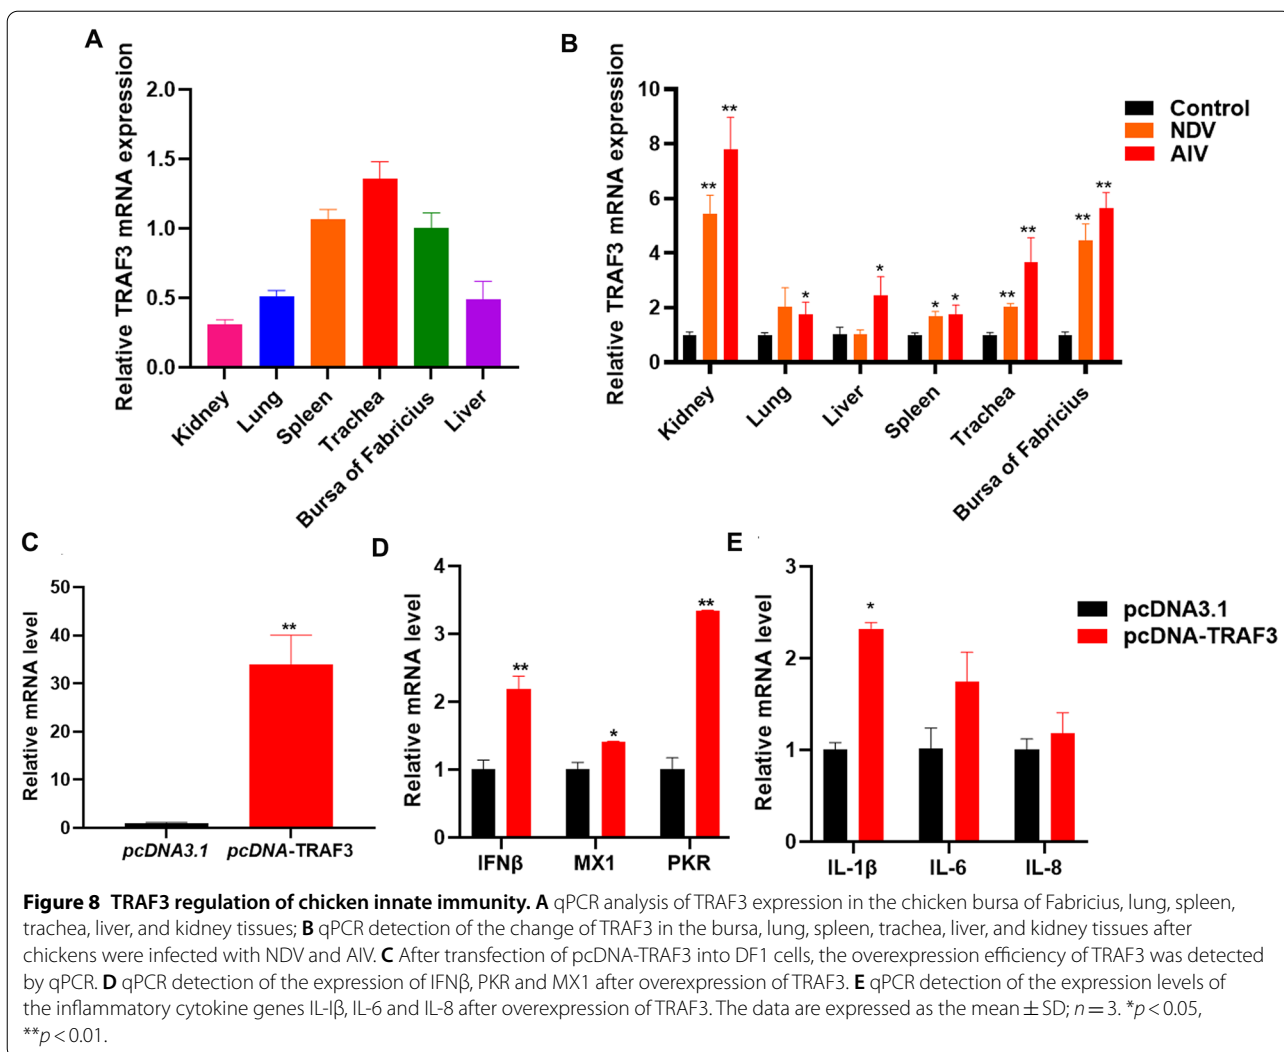 A
Relative TRAF3 mRNA expression
2.0
1.5
1.0
0.5
0.0
Kidney
Lung
Spleen
Trachea
Bursa of Fabricius
Liver
B
Relative TRAF3 mRNA expression
10
8
6
4
2
0
** ** * * * * ** ** ** **
Kidney
Lung
Liver
Spleen
Trachea
Bursa of Fabricius
Control
NDV
AIV
C
Relative mRNA level
50
40
30
20
10
0
**
pcDNA3.1 pcDNA-TRAF3
D
Relative mRNA level
4
3
2
1
0
** * **
IFNβ MX1 PKR
E
Relative mRNA level
3
2
1
0
*
IL-1β IL-6 IL-8
pcDNA3.1
pcDNA-TRAF3
Figure 8 TRAF3 regulation of chicken innate immunity. A qPCR analysis of TRAF3 expression in the chicken bursa of Fabricius, lung, spleen,
trachea, liver, and kidney tissues; B qPCR detection of the change of TRAF3 in the bursa, lung, spleen, trachea, liver, and kidney tissues after
chickens were infected with NDV and AIV. C After transfection of pcDNA-TRAF3 into DF1 cells, the overexpression efficiency of TRAF3 was detected
by qPCR. D qPCR detection of the expression of IFNβ, PKR and MX1 after overexpression of TRAF3. E qPCR detection of the expression levels of
the inflammatory cytokine genes IL-Iβ, IL-6 and IL-8 after overexpression of TRAF3. The data are expressed as the mean ± SD; n = 3. *p < 0.05,
**p < 0.01.